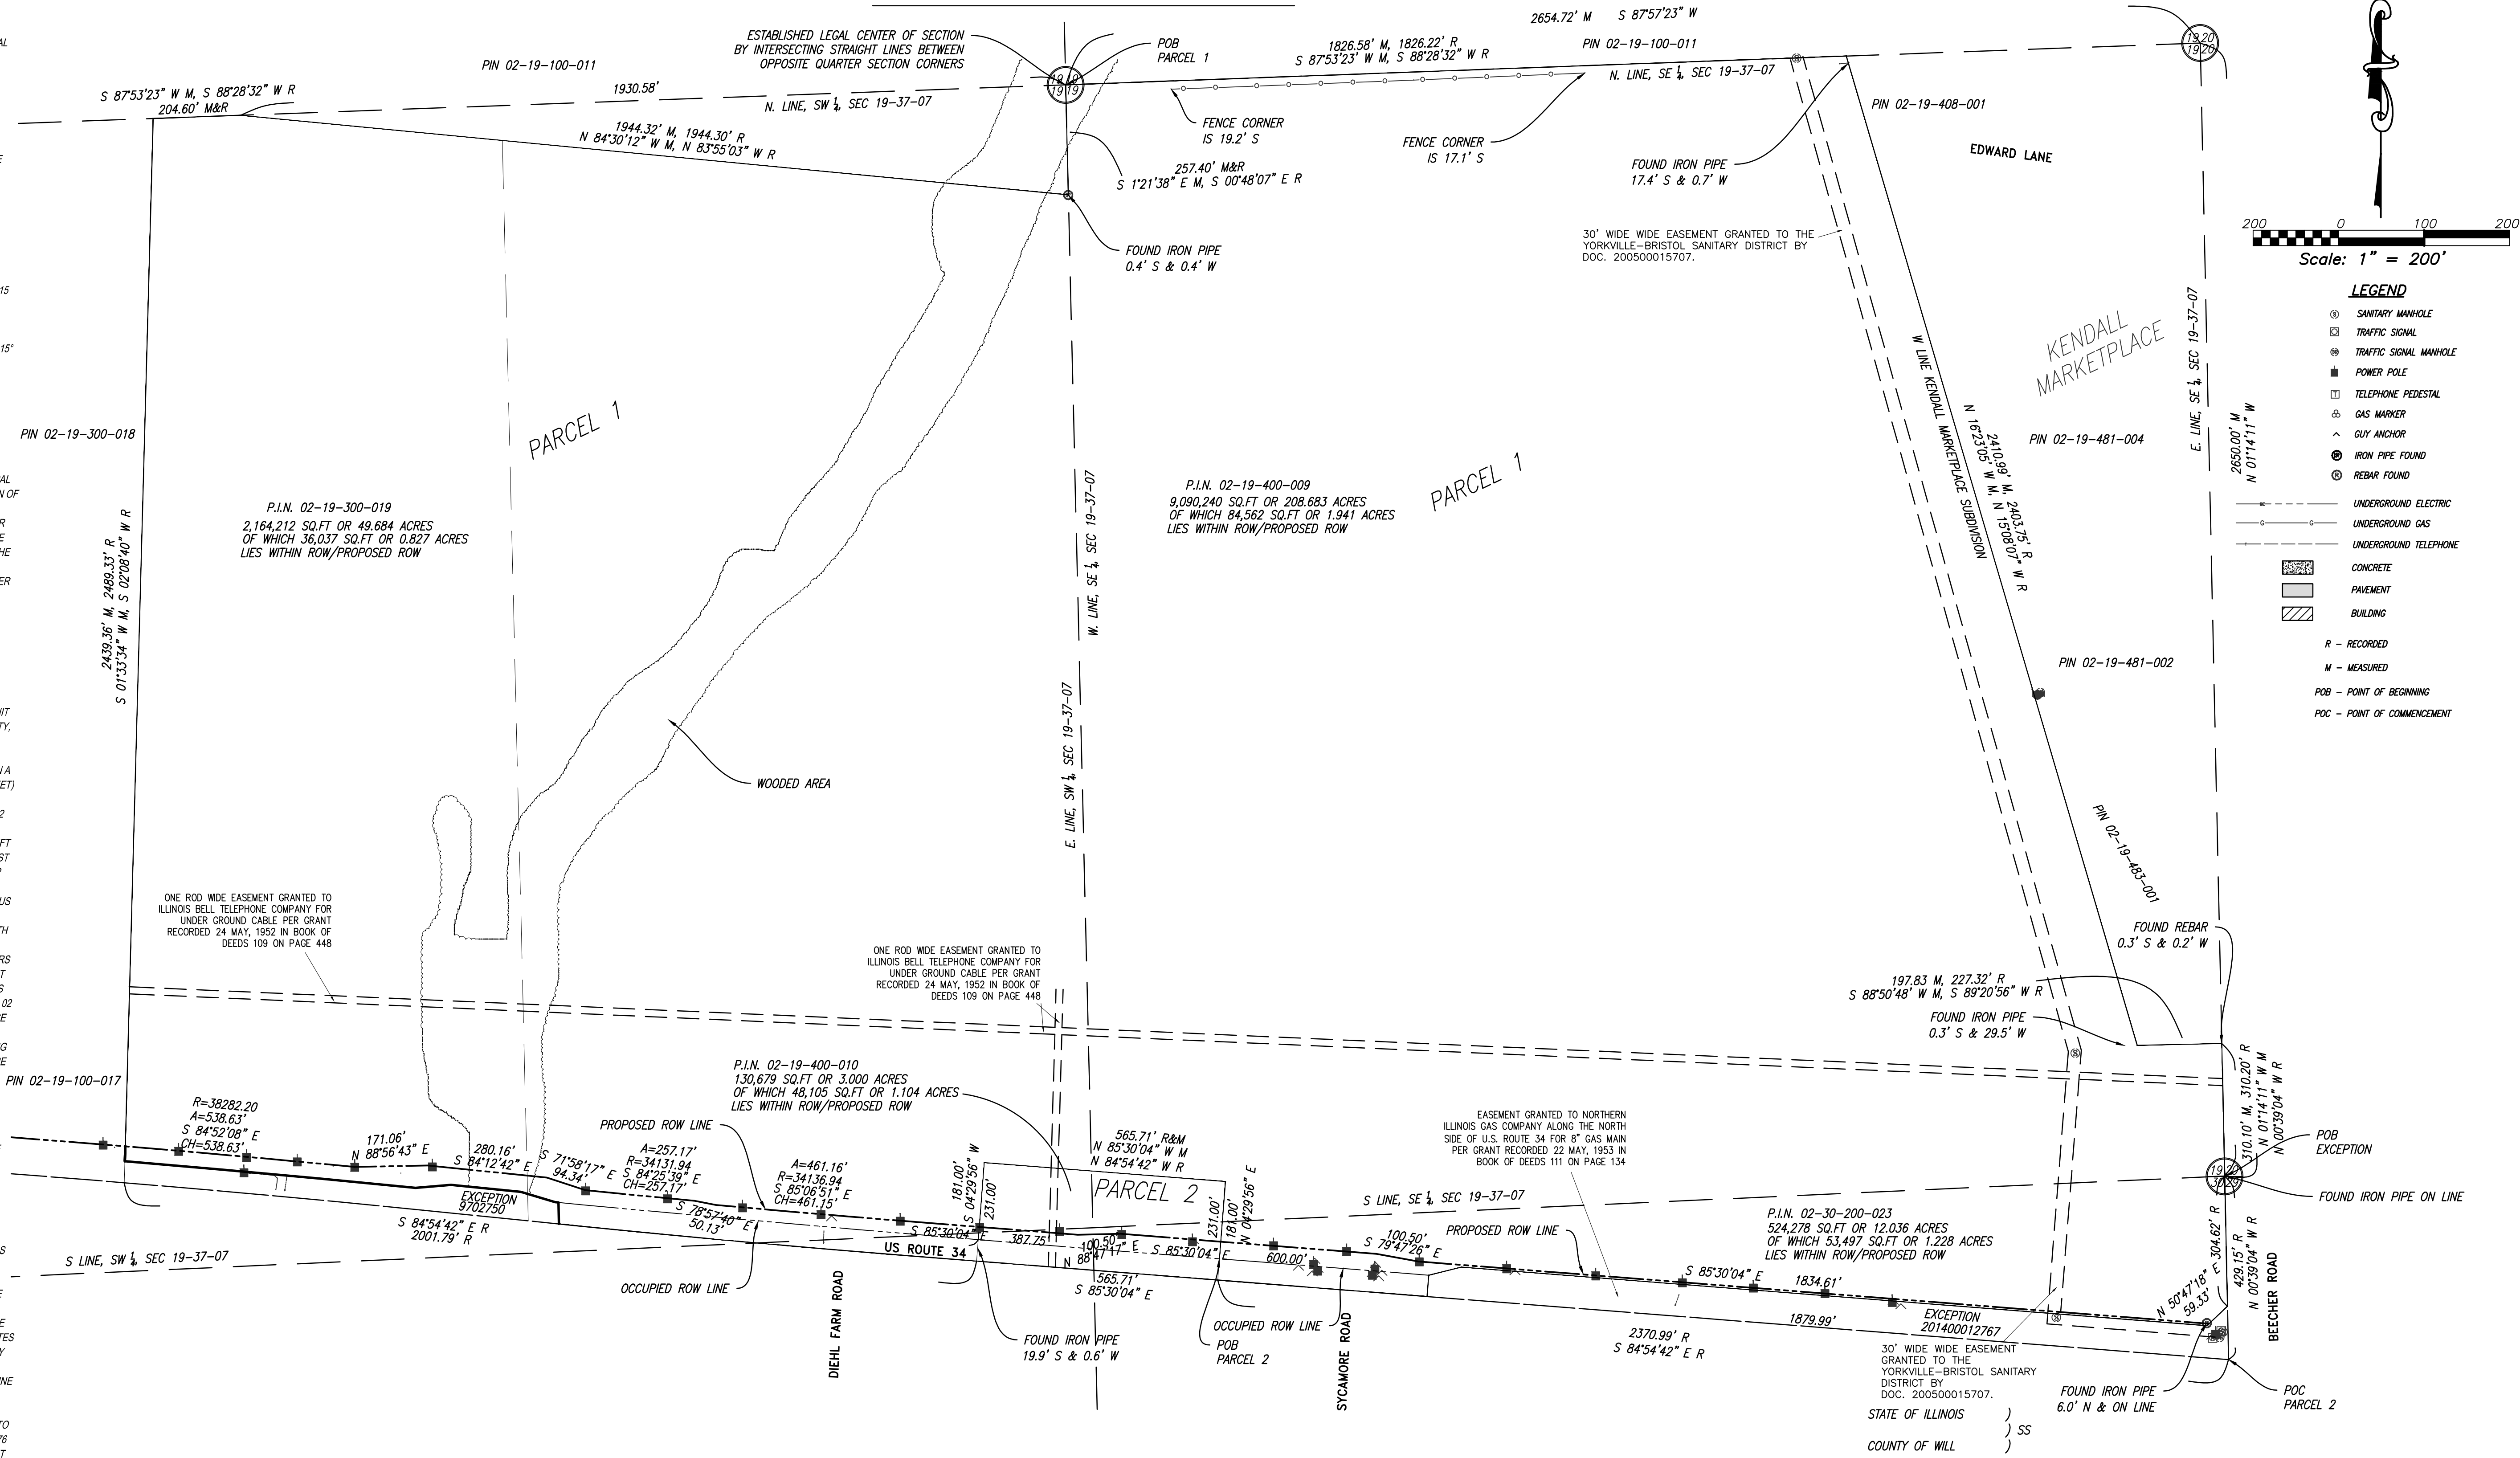 2654.72' M S 87°57'23" W
ESTABLISHED LEGAL CENTER OF SECTION
BY INTERSECTING STRAIGHT LINES BETWEEN
OPPOSITE QUARTER SECTION CORNERS
POB
PARCEL 1
1826.58' M, 1826.22' R
S 87°53'23' W M, S 88°28'32" W R
PIN 02-19-100-011
N. LINE, SE ¼, SEC 19-37-07
PIN 02-19-100-011
S 87°53'23" W M, S 88°28'32" W R
204.60' M&R
1930.58'
N. LINE, SW ¼, SEC 19-37-07
1944.32' M, 1944.30' R
N 84°30'12" W M, N 83°55'03" W R
19 19
19 20
19 20
FENCE CORNER
IS 19.2' S
FENCE CORNER
IS 17.1' S
257.40' M&R
S 1°21'38" E M, S 00°48'07" E R
FOUND IRON PIPE
17.4' S & 0.7' W
PIN 02-19-408-001
EDWARD LANE
FOUND IRON PIPE
0.4' S & 0.4' W
30' WIDE WIDE EASEMENT GRANTED TO THE
YORKVILLE-BRISTOL SANITARY DISTRICT BY
DOC. 200500015707.
200 0 100 200
Scale: 1" = 200'
LEGEND
SANITARY MANHOLE
TRAFFIC SIGNAL
TRAFFIC SIGNAL MANHOLE
POWER POLE
T TELEPHONE PEDESTAL
GAS MARKER
GUY ANCHOR
IRON PIPE FOUND
REBAR FOUND
UNDERGROUND ELECTRIC
G G UNDERGROUND GAS
UNDERGROUND TELEPHONE
CONCRETE
PAVEMENT
BUILDING
R - RECORDED
M - MEASURED
POB - POINT OF BEGINNING
POC - POINT OF COMMENCEMENT
KENDALL
MARKETPLACE
E. LINE, SE ¼, SEC 19-37-07
2650.00' M
N 01°14'11" W
W LINE KENDALL MARKETPLACE SUBDIVISION
2410.99' M, 2403.75' R
N 16°23'05' W M, N 15°08'07" W R
PIN 02-19-481-004
PIN 02-19-481-002
PIN 02-19-483-001
PIN 02-19-300-018
PARCEL 1
PARCEL 1
P.I.N. 02-19-300-019
2,164,212 SQ.FT OR 49.684 ACRES
OF WHICH 36,037 SQ.FT OR 0.827 ACRES
LIES WITHIN ROW/PROPOSED ROW
P.I.N. 02-19-400-009
9,090,240 SQ.FT OR 208.683 ACRES
OF WHICH 84,562 SQ.FT OR 1.941 ACRES
LIES WITHIN ROW/PROPOSED ROW
2439.36' M, 2489.33' R
S 01°33'34" W M, S 02°08'40" W R
W. LINE, SE ¼, SEC 19-37-07
E. LINE, SW ¼, SEC 19-37-07
WOODED AREA
ONE ROD WIDE EASEMENT GRANTED TO
ILLINOIS BELL TELEPHONE COMPANY FOR
UNDER GROUND CABLE PER GRANT
RECORDED 24 MAY, 1952 IN BOOK OF
DEEDS 109 ON PAGE 448
ONE ROD WIDE EASEMENT GRANTED TO
ILLINOIS BELL TELEPHONE COMPANY FOR
UNDER GROUND CABLE PER GRANT
RECORDED 24 MAY, 1952 IN BOOK OF
DEEDS 109 ON PAGE 448
FOUND REBAR
0.3' S & 0.2' W
197.83 M, 227.32' R
S 88°50'48' W M, S 89°20'56" W R
FOUND IRON PIPE
0.3' S & 29.5' W
310.10' M, 310.20' R
N 01°14'11" W M
N 00°39'04" W R
PIN 02-19-100-017
P.I.N. 02-19-400-010
130,679 SQ.FT OR 3.000 ACRES
OF WHICH 48,105 SQ.FT OR 1.104 ACRES
LIES WITHIN ROW/PROPOSED ROW
R=38282.20
A=538.63'
S 84°52'08" E
CH=538.63'
171.06'
N 88°56'43" E
280.16'
S 84°12'42" E
S 71°58'17" E
94.34'
PROPOSED ROW LINE
A=257.17'
R=34131.94
S 84°25'39" E
CH=257.17'
A=461.16'
R=34136.94
S 85°06'51" E
CH=461.15'
S 78°57'40" E
50.13'
EXCEPTION
9702750
S 84°54'42" E R
2001.79' R
S LINE, SW ¼, SEC 19-37-07
OCCUPIED ROW LINE
DIEHL FARM ROAD
US ROUTE 34
181.00'
S 04°29'56" W
231.00'
565.71' R&M
N 85°30'04" W M
N 84°54'42" W R
PARCEL 2
231.00'
181.00'
N 04°29'56" E
S 85°30'04" E
387.75
100.50'
N 88°47'17" E
S 85°30'04" E
600.00'
565.71'
S 85°30'04" E
FOUND IRON PIPE
19.9' S & 0.6' W
POB
PARCEL 2
OCCUPIED ROW LINE
SYCAMORE ROAD
100.50'
S 79°47'26" E
PROPOSED ROW LINE
EASEMENT GRANTED TO NORTHERN
ILLINOIS GAS COMPANY ALONG THE NORTH
SIDE OF U.S. ROUTE 34 FOR 8" GAS MAIN
PER GRANT RECORDED 22 MAY, 1953 IN
BOOK OF DEEDS 111 ON PAGE 134
S LINE, SE ¼, SEC 19-37-07
P.I.N. 02-30-200-023
524,278 SQ.FT OR 12.036 ACRES
OF WHICH 53,497 SQ.FT OR 1.228 ACRES
LIES WITHIN ROW/PROPOSED ROW
S 85°30'04" E
1834.61'
EXCEPTION
201400012767
1879.99'
2370.99' R
S 84°54'42" E R
30' WIDE WIDE EASEMENT
GRANTED TO THE
YORKVILLE-BRISTOL SANITARY
DISTRICT BY
DOC. 200500015707.
N 50°47'18" E
59.33'
304.62' R
429.15' R
N 00°39'04" W R
BEECHER ROAD
19 20
30 29
POB
EXCEPTION
FOUND IRON PIPE ON LINE
FOUND IRON PIPE
6.0' N & ON LINE
POC
PARCEL 2
STATE OF ILLINOIS )
) SS
COUNTY OF WILL )